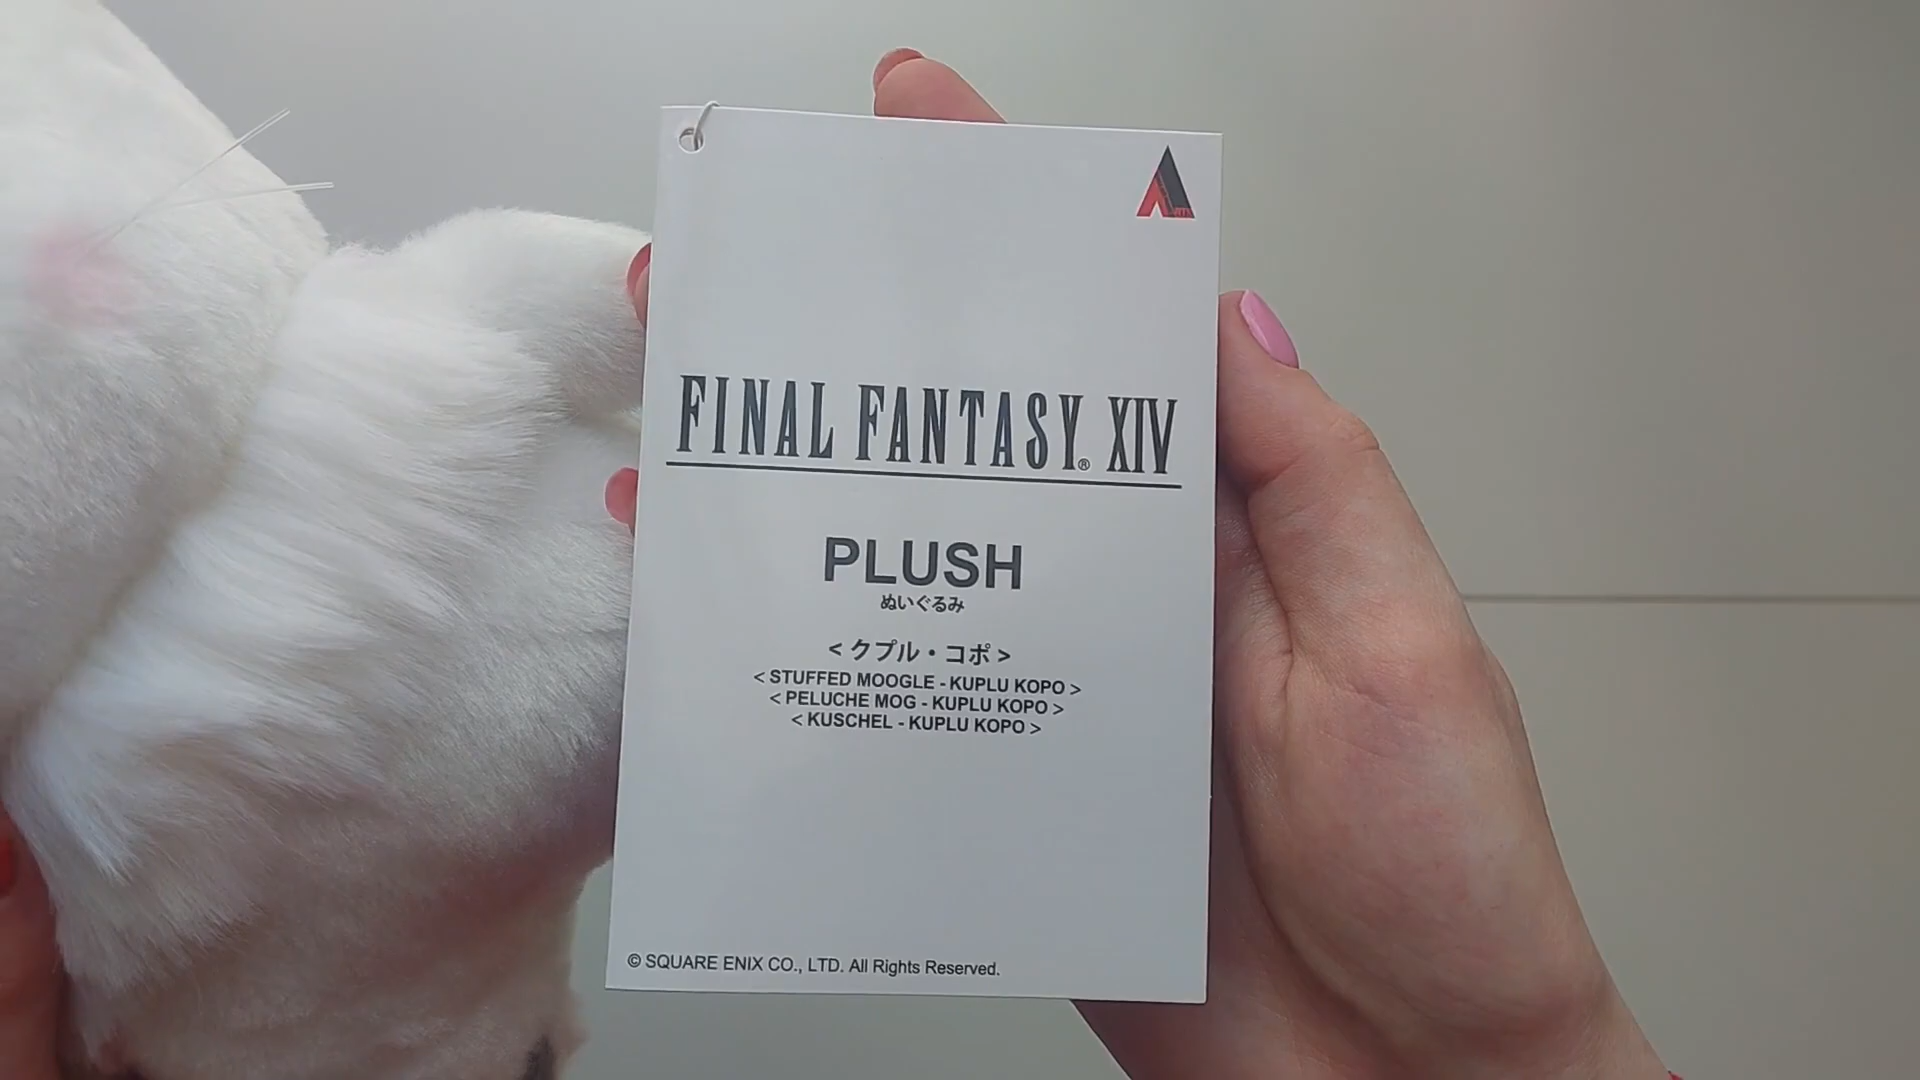 FINAL FANTASY® XIV
PLUSH
ぬいぐるみ
<クプル・コポ>
< STUFFED MOOGLE - KUPLU KOPO >
< PELUCHE MOG - KUPLU KOPO >
< KUSCHEL - KUPLU KOPO >
© SQUARE ENIX CO., LTD. All Rights Reserved.